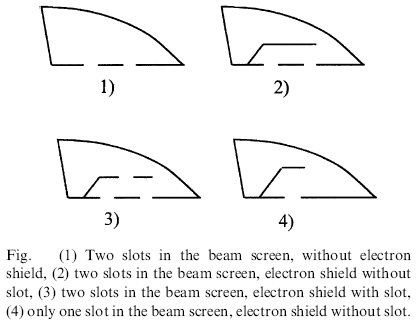 1)
2)
3)
4)
Fig. (1) Two slots in the beam screen, without electron
shield, (2) two slots in the beam screen, electron shield without
slot, (3) two slots in the beam screen, electron shield with slot,
(4) only one slot in the beam screen, electron shield without slot.